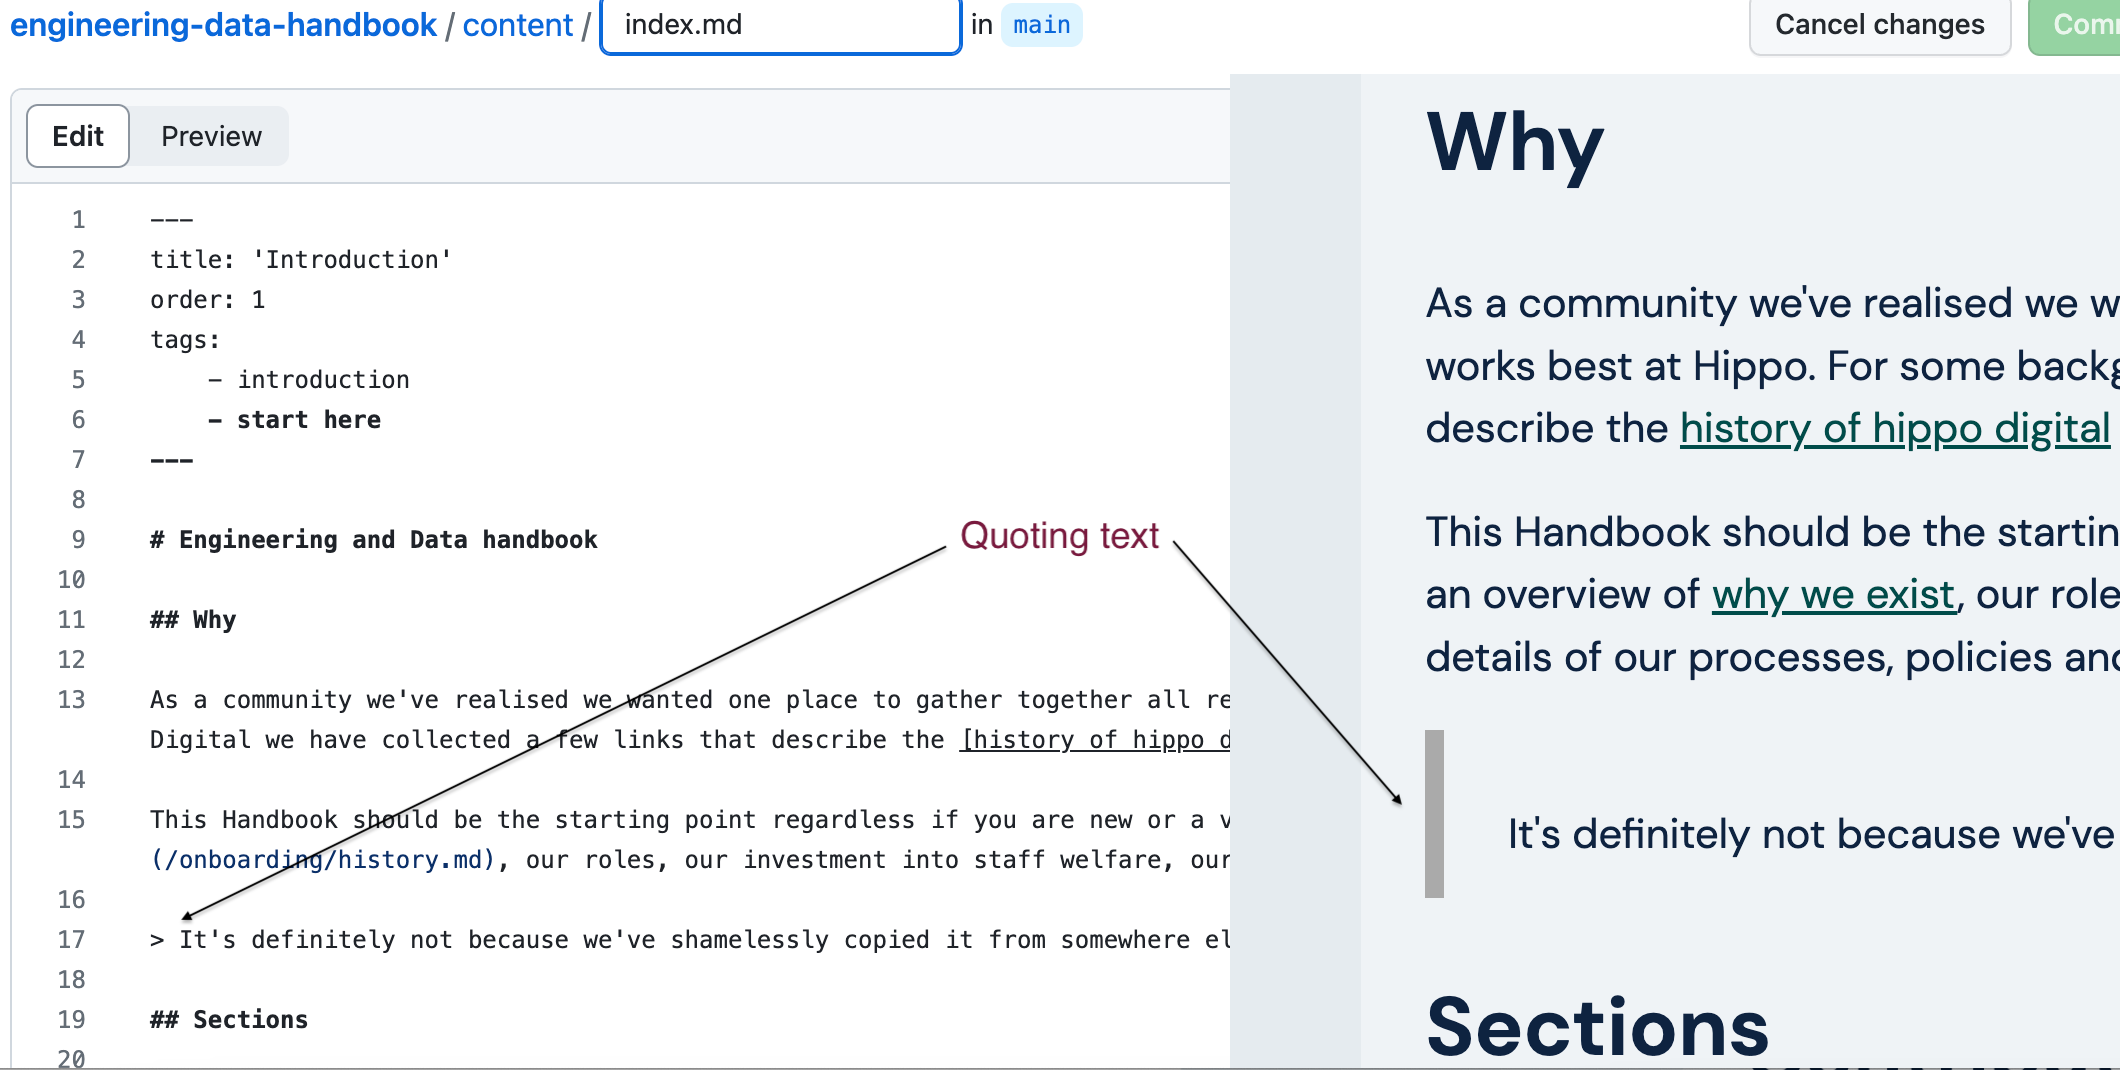 engineering-data-handbook / content / index.md in main
Cancel changes
Edit Preview
1 ---
2 title: 'Introduction'
3 order: 1
4 tags:
5 - introduction
6 - start here
7 ---
8
9 # Engineering and Data handbook
10
11 ## Why
12
13 As a community we've realised we wanted one place to gather together all
Digital we have collected a few links that describe the [history of hippo
14
15 This Handbook should be the starting point regardless if you are new or a
(/onboarding/history.md), our roles, our investment into staff welfare, our
16
17 > It's definitely not because we've shamelessly copied it from somewhere
18
19 ## Sections
20
Quoting text
Why
As a community we've realised we
works best at Hippo. For some
describe the history of hippo digital
This Handbook should be the
an overview of why we exist, our
details of our processes, policies
It's definitely not because we've
Sections